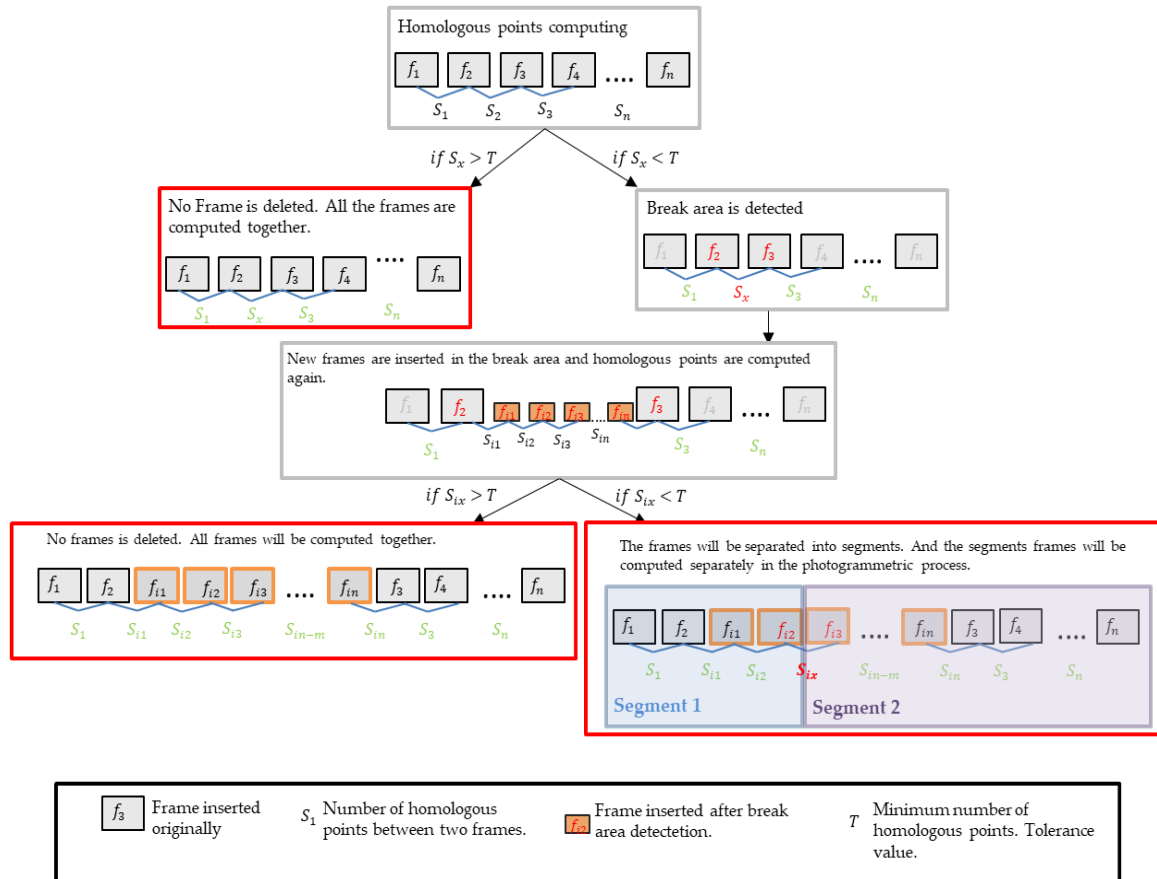 Homologous points computing
f₁ f₂ f₃ f₄ .... fₙ
S₁ S₂ S₃ Sₙ
if Sₓ > T if Sₓ < T
No Frame is deleted. All the frames are
computed together.
f₁ f₂ f₃ f₄ .... fₙ
S₁ Sₓ S₃ Sₙ
Break area is detected
f₁ f₂ f₃ f₄ .... fₙ
S₁ Sₓ S₃ Sₙ
New frames are inserted in the break area and homologous points are computed
again.
f₁ f₂ fᵢ₁ fᵢ₂ fᵢ₃ .... fᵢₙ f₃ f₄ .... fₙ
S₁ Sᵢ₁ Sᵢ₂ Sᵢ₃ Sᵢₙ S₃ Sₙ
if Sᵢₓ > T if Sᵢₓ < T
No frames is deleted. All frames will be computed together.
f₁ f₂ fᵢ₁ fᵢ₂ fᵢ₃ .... fᵢₙ f₃ f₄ .... fₙ
S₁ Sᵢ₁ Sᵢ₂ Sᵢ₃ Sᵢₙ₋ₘ Sᵢₙ S₃ Sₙ
The frames will be separated into segments. And the segments frames will be
computed separately in the photogrammetric process.
f₁ f₂ fᵢ₁ fᵢ₂ fᵢ₃ .... fᵢₙ f₃ f₄ .... fₙ
S₁ Sᵢ₁ Sᵢ₂ Sᵢₓ Sᵢₙ₋ₘ Sᵢₙ S₃ Sₙ
Segment 1 Segment 2
f₃ Frame inserted
originally
S₁ Number of homologous
points between two frames.
fᵢ₂ Frame inserted after break
area detectetion.
T Minimum number of
homologous points. Tolerance
value.